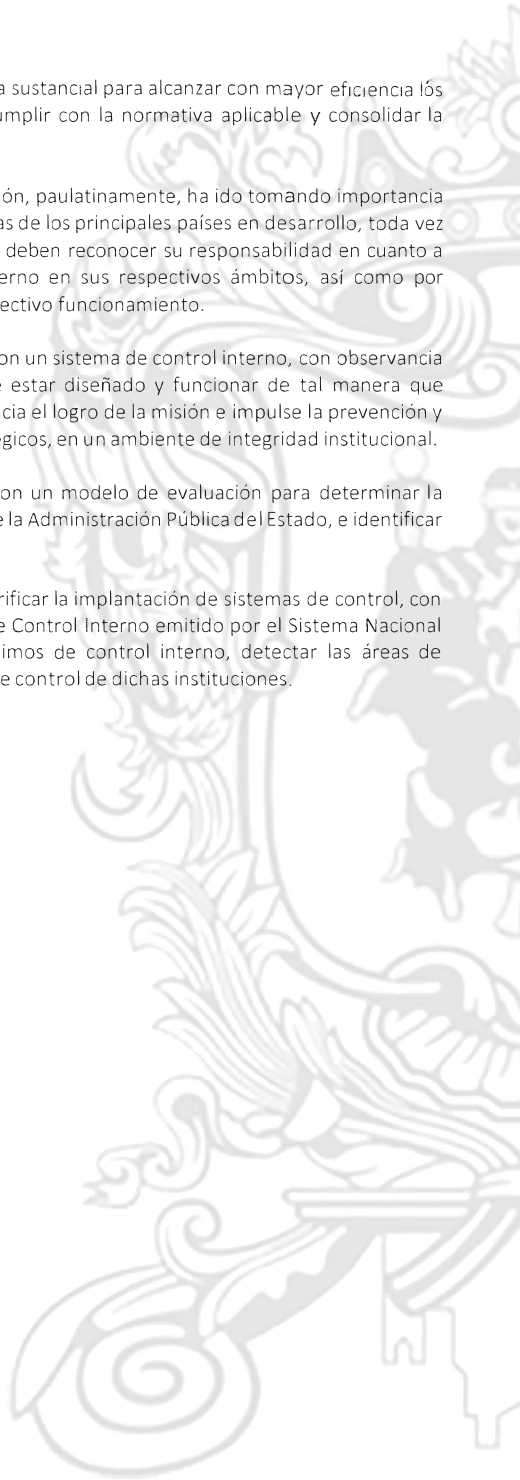 a sustancial para alcanzar con mayor eficiencia los
umplir con la normativa aplicable y consolidar la
ón, paulatinamente, ha ido tomando importancia
as de los principales países en desarrollo, toda vez
deben reconocer su responsabilidad en cuanto a
erno en sus respectivos ámbitos, así como por
ectivo funcionamiento.
on un sistema de control interno, con observancia
e estar diseñado y funcionar de tal manera que
cia el logro de la misión e impulse la prevención y
égicos, en un ambiente de integridad institucional.
on un modelo de evaluación para determinar la
e la Administración Pública del Estado, e identificar
rificar la implantación de sistemas de control, con
e Control Interno emitido por el Sistema Nacional
imos de control interno, detectar las áreas de
e control de dichas instituciones.